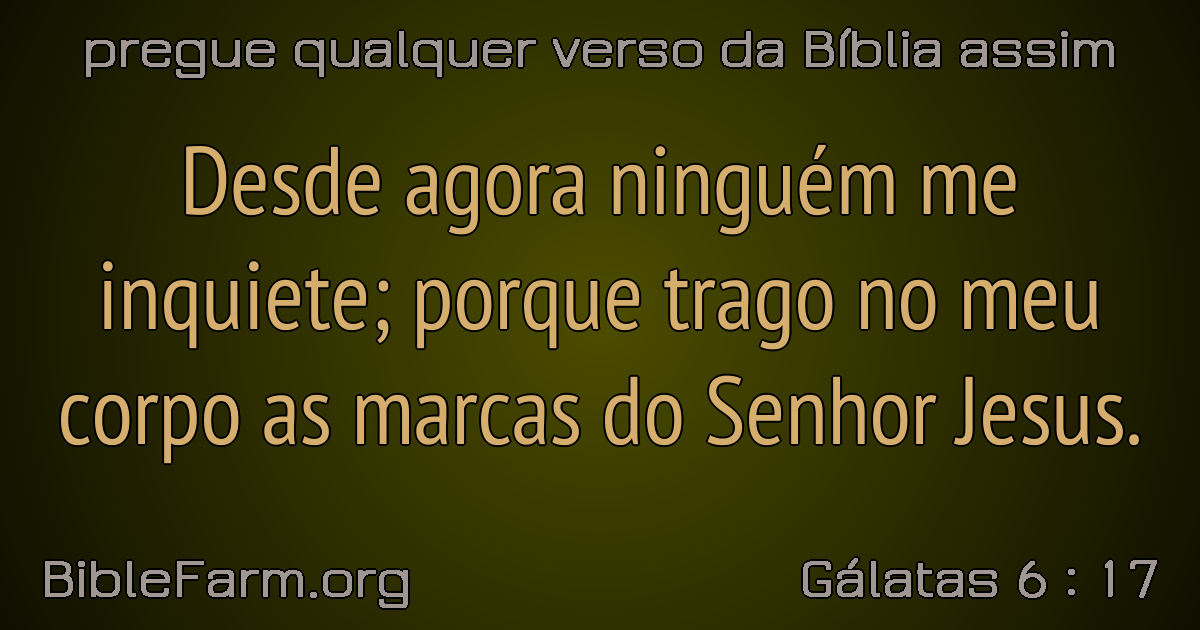 pregue qualquer verso da Bíblia assim
Desde agora ninguém me
inquiete; porque trago no meu
corpo as marcas do Senhor Jesus.
BibleFarm.org
Gálatas 6 : 17